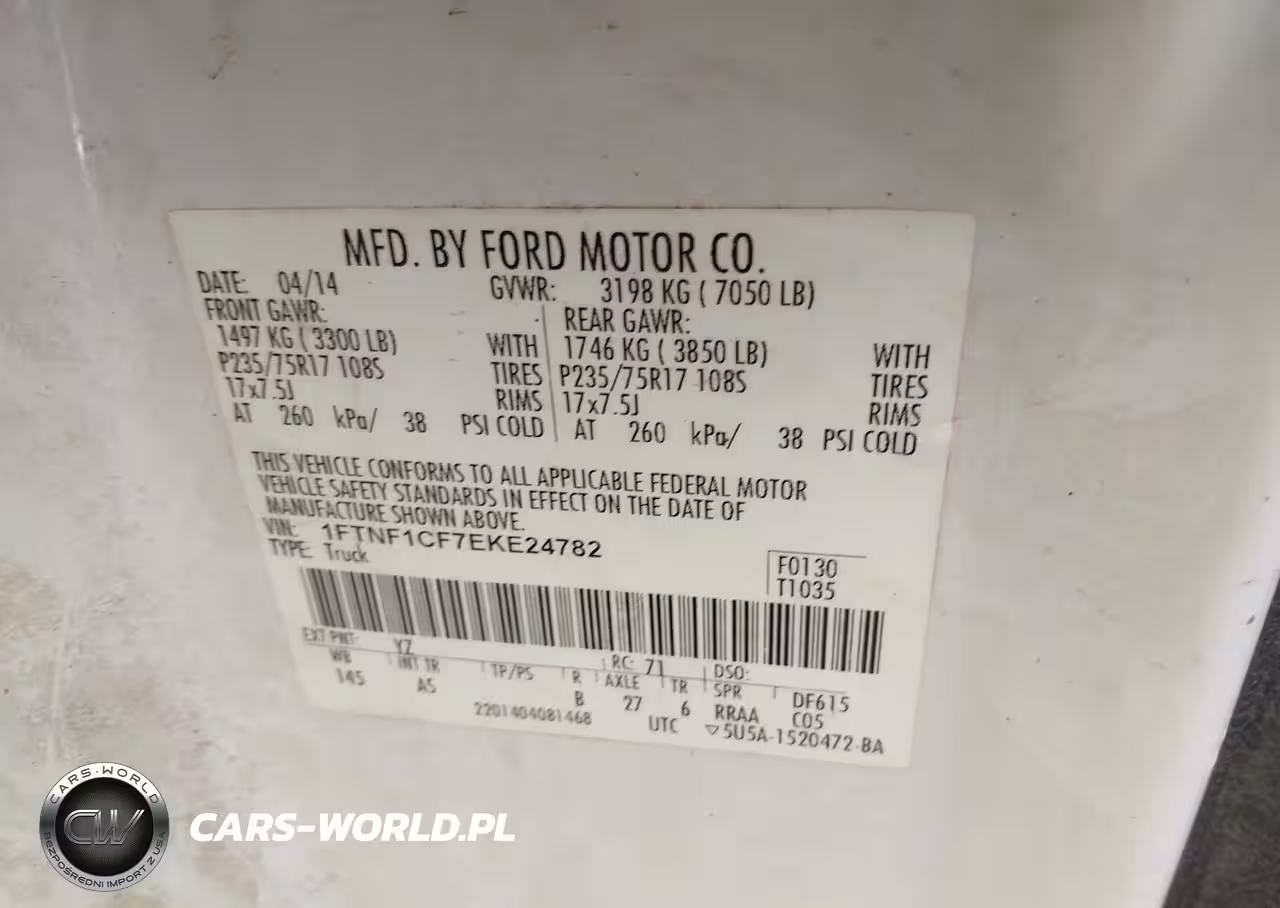 MFD. BY FORD MOTOR CO.
DATE: 04/14 GVWR: 3198 KG ( 7050 LB)
FRONT GAWR: REAR GAWR:
1497 KG ( 3300 LB) WITH 1746 KG ( 3850 LB) WITH
P235/75R17 108S TIRES P235/75R17 108S TIRES
17x7.5J RIMS 17x7.5J RIMS
AT 260 kPa/ 38 PSI COLD AT 260 kPa/ 38 PSI COLD
THIS VEHICLE CONFORMS TO ALL APPLICABLE FEDERAL MOTOR
VEHICLE SAFETY STANDARDS IN EFFECT ON THE DATE OF
MANUFACTURE SHOWN ABOVE.
VIN: 1FTNF1CF7EKE24782
TYPE: Truck
F0130
T1035
EXT PNT: YZ RC: 71 DSO:
WB INT TR TP/PS R AXLE TR SPR DF615
145 AS B 27 6 RRAA C05
2201404081468 UTC ▽5U5A-1520472-BA
CARS-WORLD
CW
BEZPOŚREDNI IMPORT Z USA
CARS-WORLD.PL